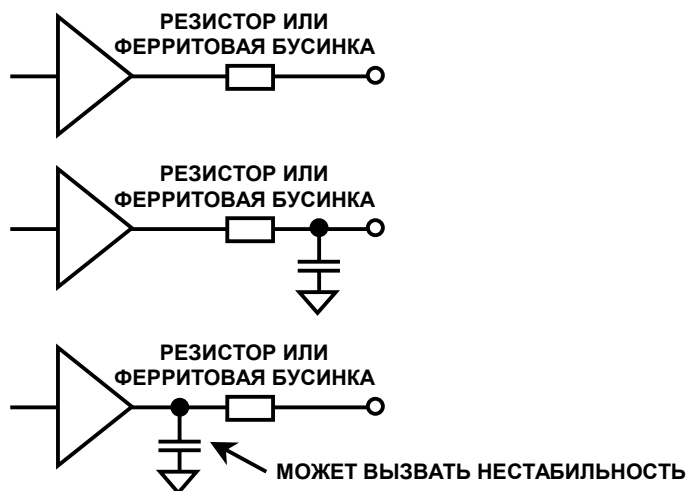 РЕЗИСТОР ИЛИ
ФЕРРИТОВАЯ БУСИНКА
РЕЗИСТОР ИЛИ
ФЕРРИТОВАЯ БУСИНКА
РЕЗИСТОР ИЛИ
ФЕРРИТОВАЯ БУСИНКА
МОЖЕТ ВЫЗВАТЬ НЕСТАБИЛЬНОСТЬ